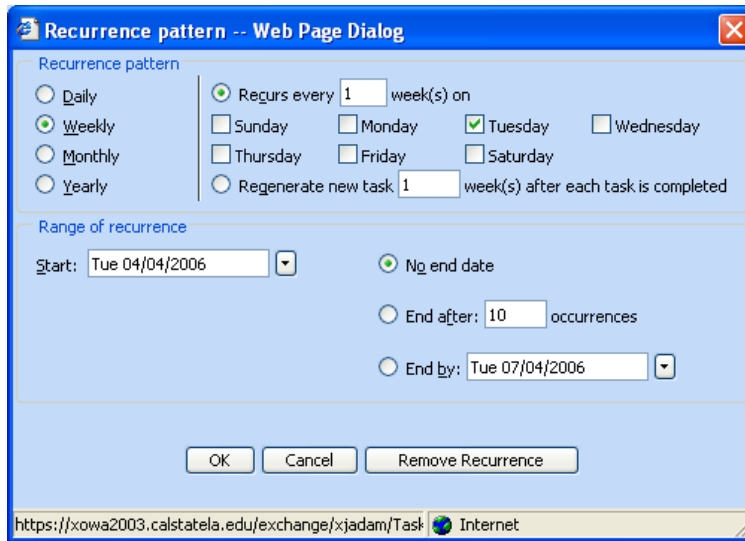 Recurrence pattern -- Web Page Dialog
Recurrence pattern
Daily
Recurs every 1 week(s) on
Weekly
Sunday Monday Tuesday Wednesday
Monthly
Thursday Friday Saturday
Yearly
Regenerate new task 1 week(s) after each task is completed
Range of recurrence
Start: Tue 04/04/2006
No end date
End after: 10 occurrences
End by: Tue 07/04/2006
OK Cancel Remove Recurrence
https://xowa2003.calstatela.edu/exchange/xjadam/Task Internet